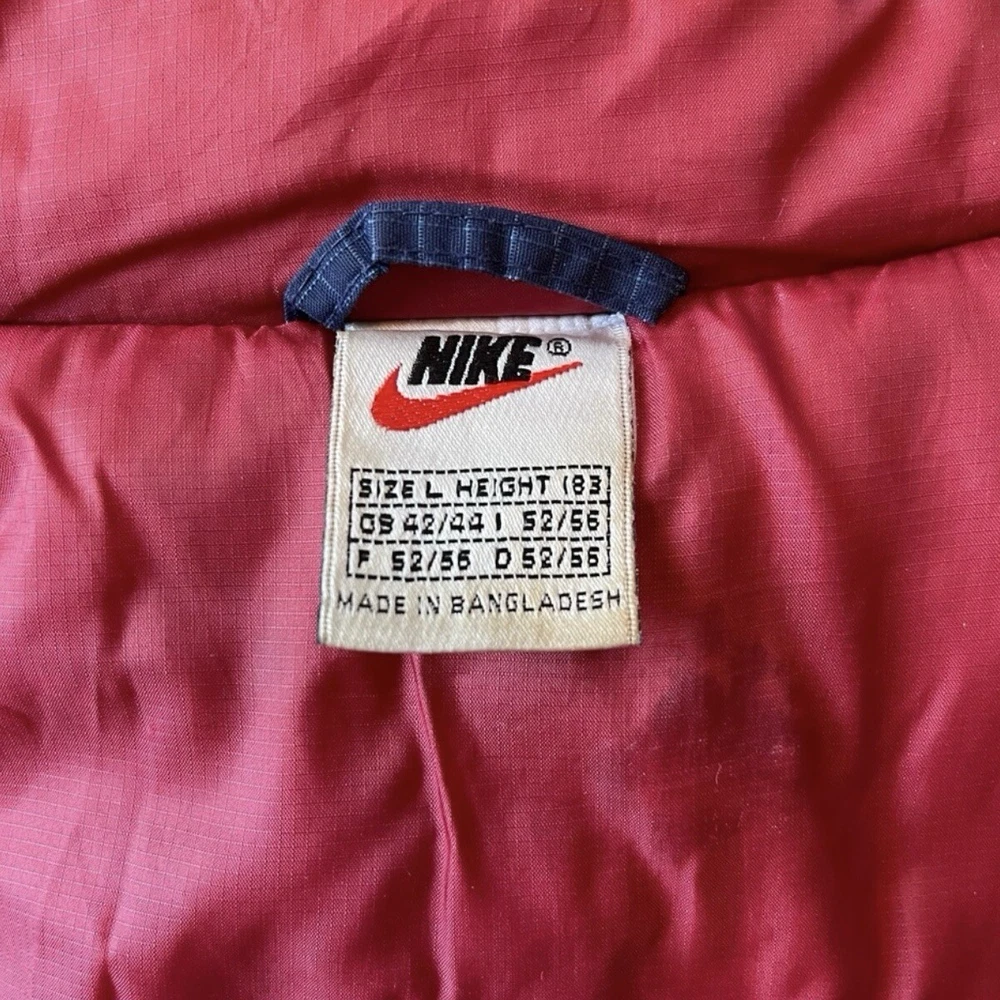 NIKE®
SIZE L HEIGHT 183
GB 42/44 I 52/56
F 52/56 D 52/56
MADE IN BANGLADESH